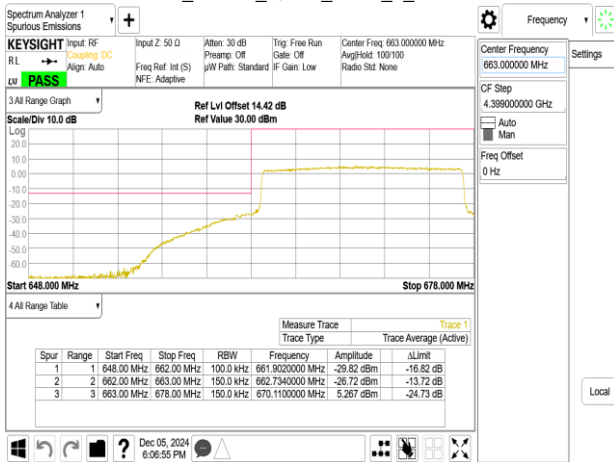 Spectrum Analyzer 1
Spurious Emissions
Frequency
KEYSIGHT Input: RF Input Z: 50 Ω Atten: 30 dB Trig: Free Run Center Freq: 663.000000 MHz
RL Coupling: DC Preamp: Off Gate: Off Avg|Hold: 100/100
Align: Auto Freq Ref: Int (S) µW Path: Standard IF Gain: Low Radio Std: None
LXI PASS NFE: Adaptive
Center Frequency
663.000000 MHz
Settings
CF Step
4.399000000 GHz
Auto
Man
Freq Offset
0 Hz
3 All Range Graph
Ref Lvl Offset 14.42 dB
Scale/Div 10.0 dB Ref Value 30.00 dBm
Log
20.0
10.0
0.00
-10.0
-20.0
-30.0
-40.0
-50.0
-60.0
Start 648.000 MHz Stop 678.000 MHz
4 All Range Table
Measure Trace Trace 1
Trace Type Trace Average (Active)
Spur Range Start Freq Stop Freq RBW Frequency Amplitude ΔLimit
1 1 648.00 MHz 662.00 MHz 100.0 kHz 661.9020000 MHz -29.82 dBm -16.82 dB
2 2 662.00 MHz 663.00 MHz 150.0 kHz 662.7340000 MHz -26.72 dBm -13.72 dB
3 3 663.00 MHz 678.00 MHz 150.0 kHz 670.1100000 MHz 5.267 dBm -24.73 dB
Local
Dec 05, 2024
6:06:55 PM